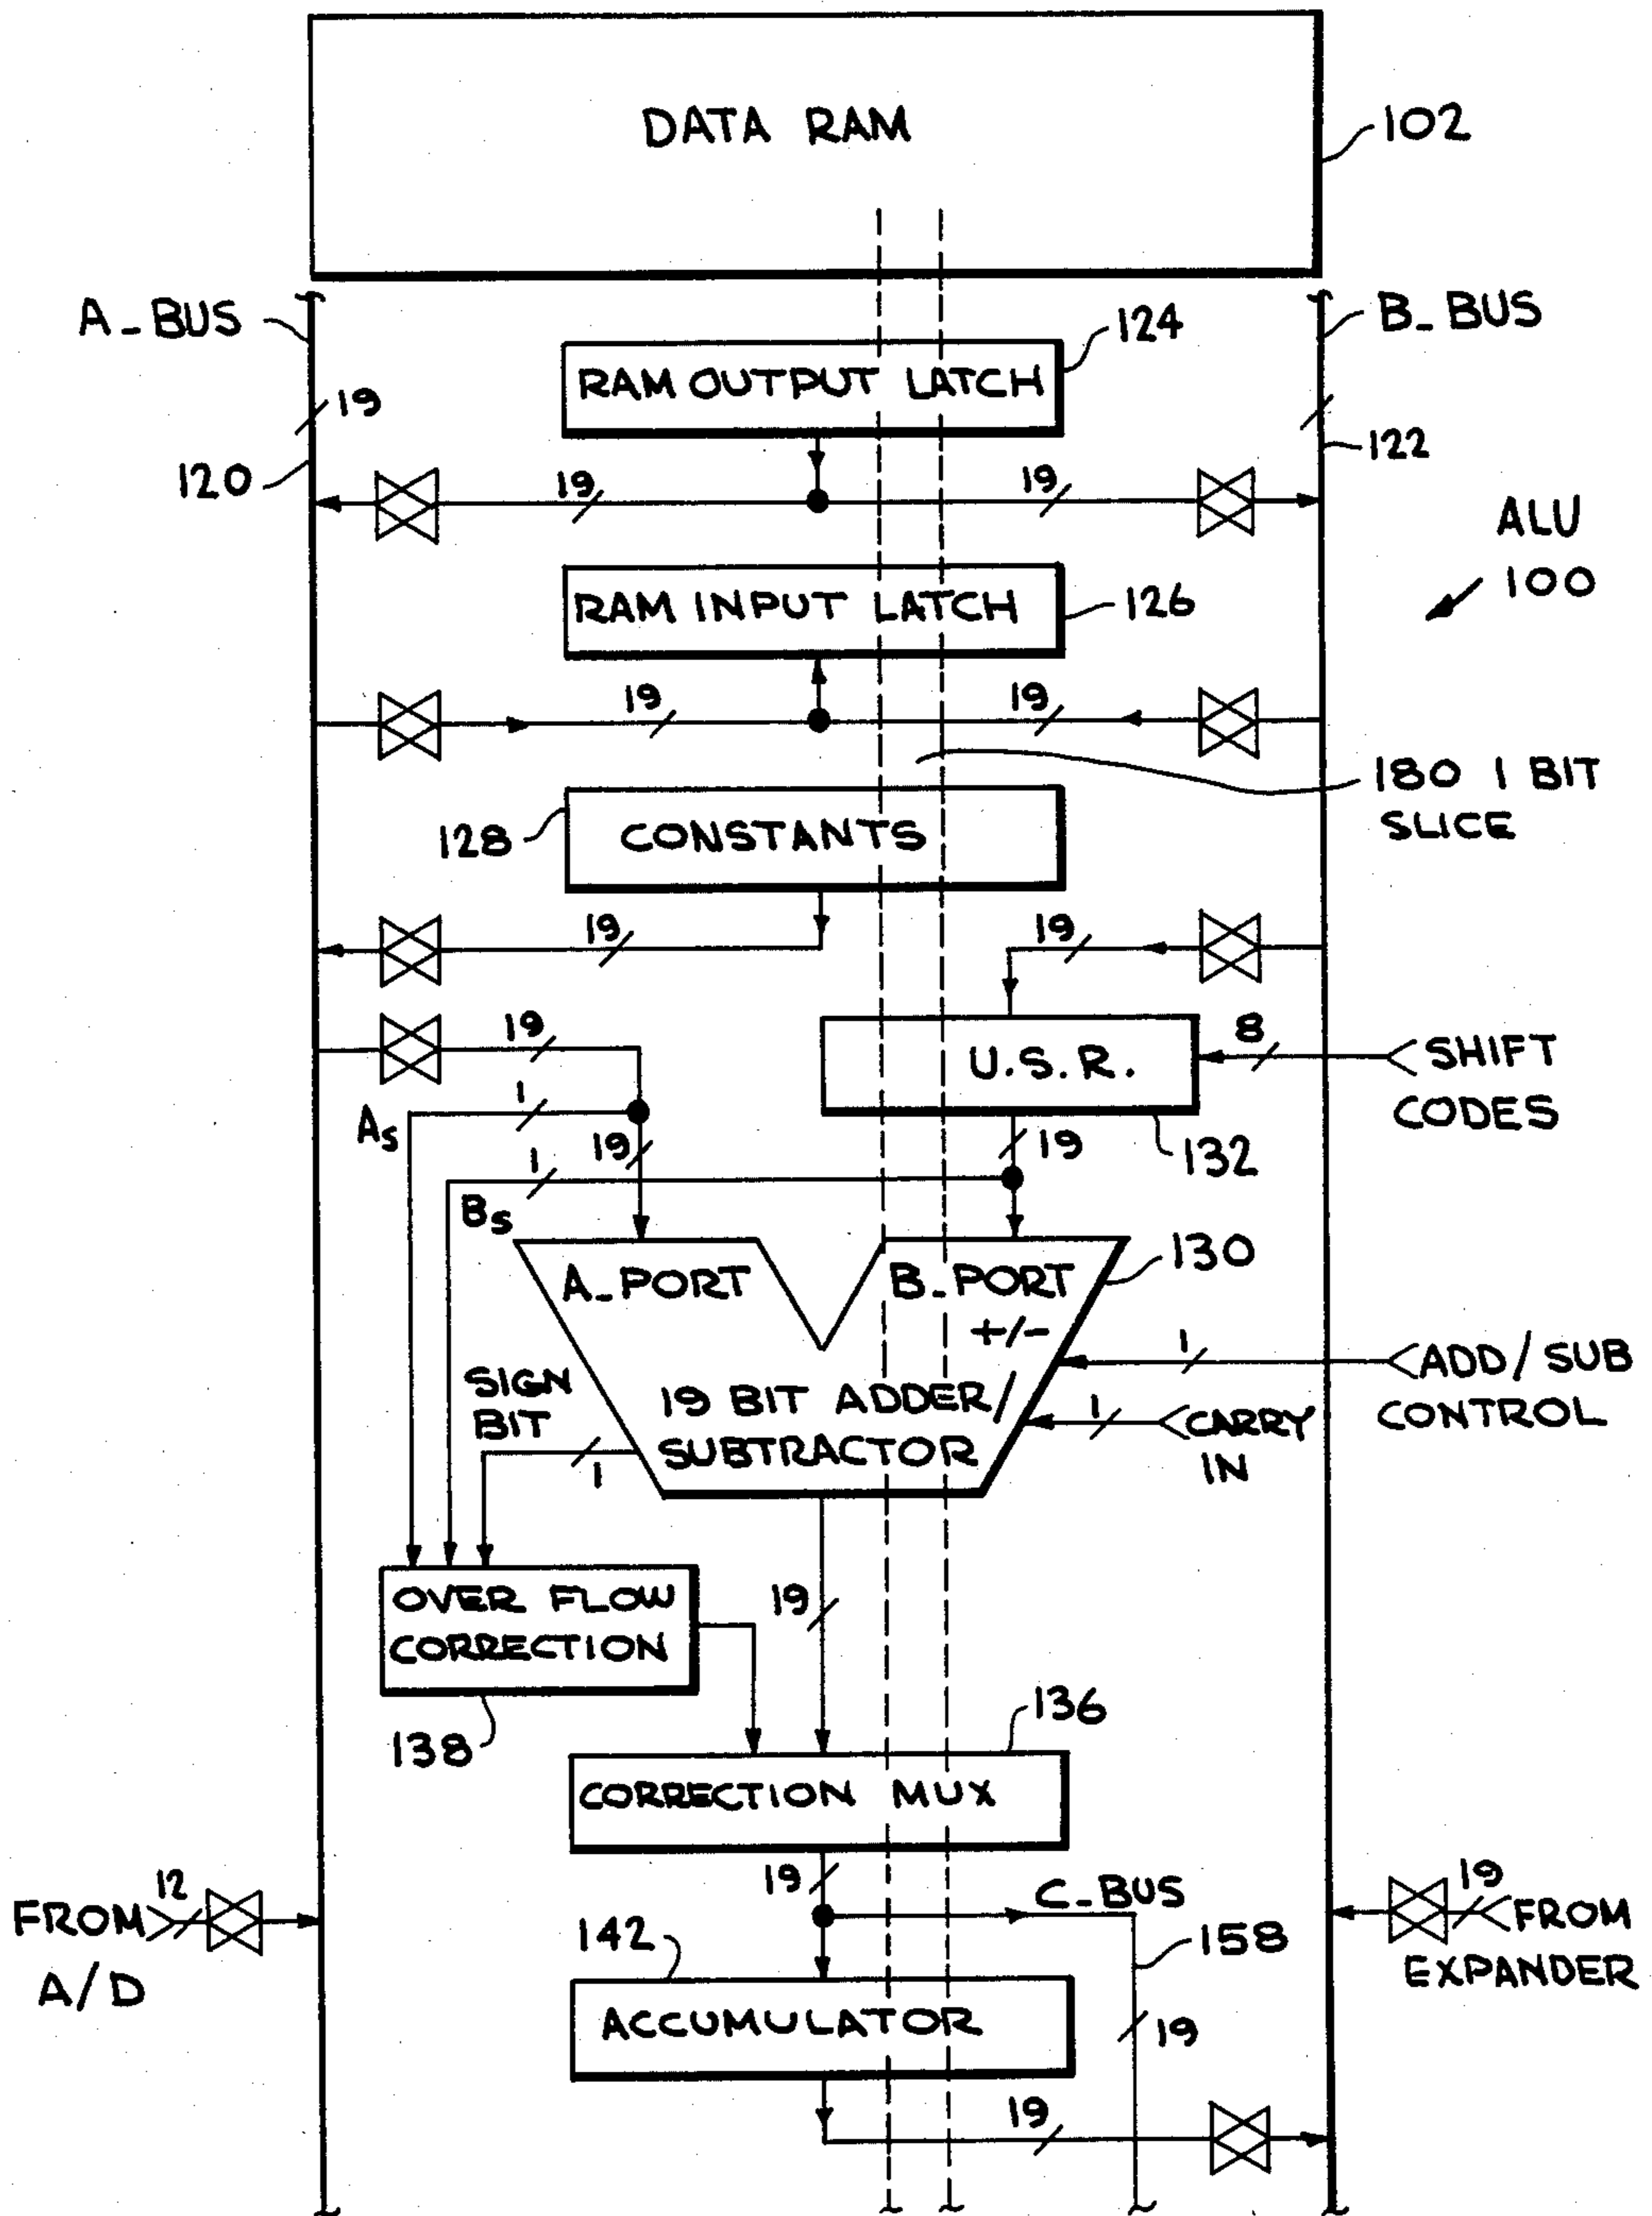 DATA RAM
102
A_BUS
B_BUS
124
RAM OUTPUT LATCH
19
120
122
19
19
ALU
100
RAM INPUT LATCH
126
19
19
180 1 BIT
SLICE
128
CONSTANTS
19
19
19
8
SHIFT
CODES
U.S.R.
1
As
19
19
132
1
Bs
130
A_PORT
B_PORT
+/-
1
ADD/SUB
CONTROL
SIGN
BIT
19 BIT ADDER/
SUBTRACTOR
1
CARRY
IN
1
OVER FLOW
CORRECTION
19
138
136
CORRECTION MUX
12
FROM
A/D
19
C_BUS
19
FROM
EXPANDER
142
158
ACCUMULATOR
19
19